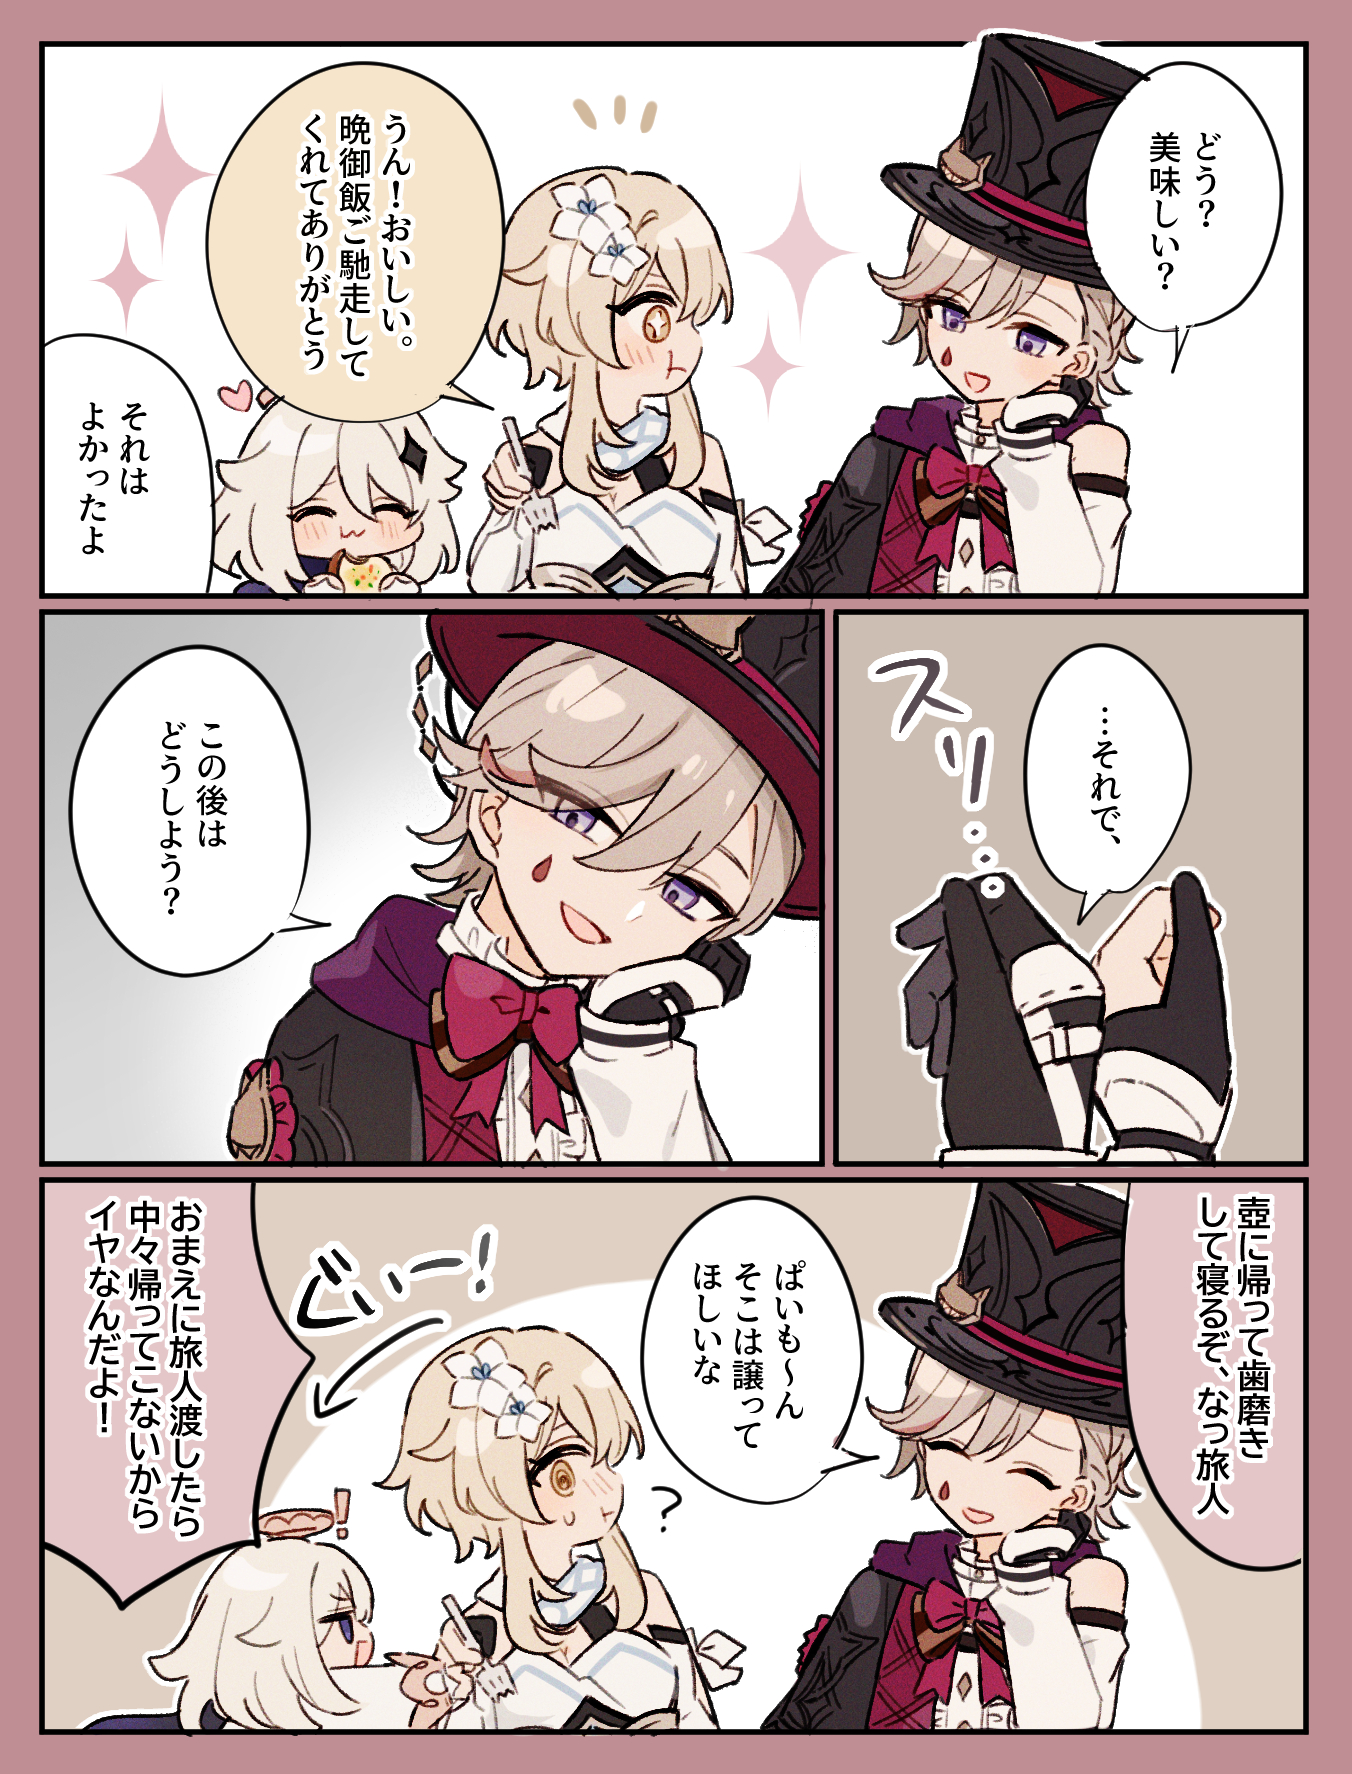 どう？
美味しい？
うん！おいしい。
晩御飯ご馳走して
くれてありがとう
それは
よかったよ
…それで、
スリ…
この後は
どうしよう？
壺に帰って歯磨き
して寝るぞ、なっ旅人
ぱいも～ん
そこは譲って
ほしいな
?
ぐいー!
!
おまえに旅人渡したら
中々帰ってこないから
イヤなんだよ！